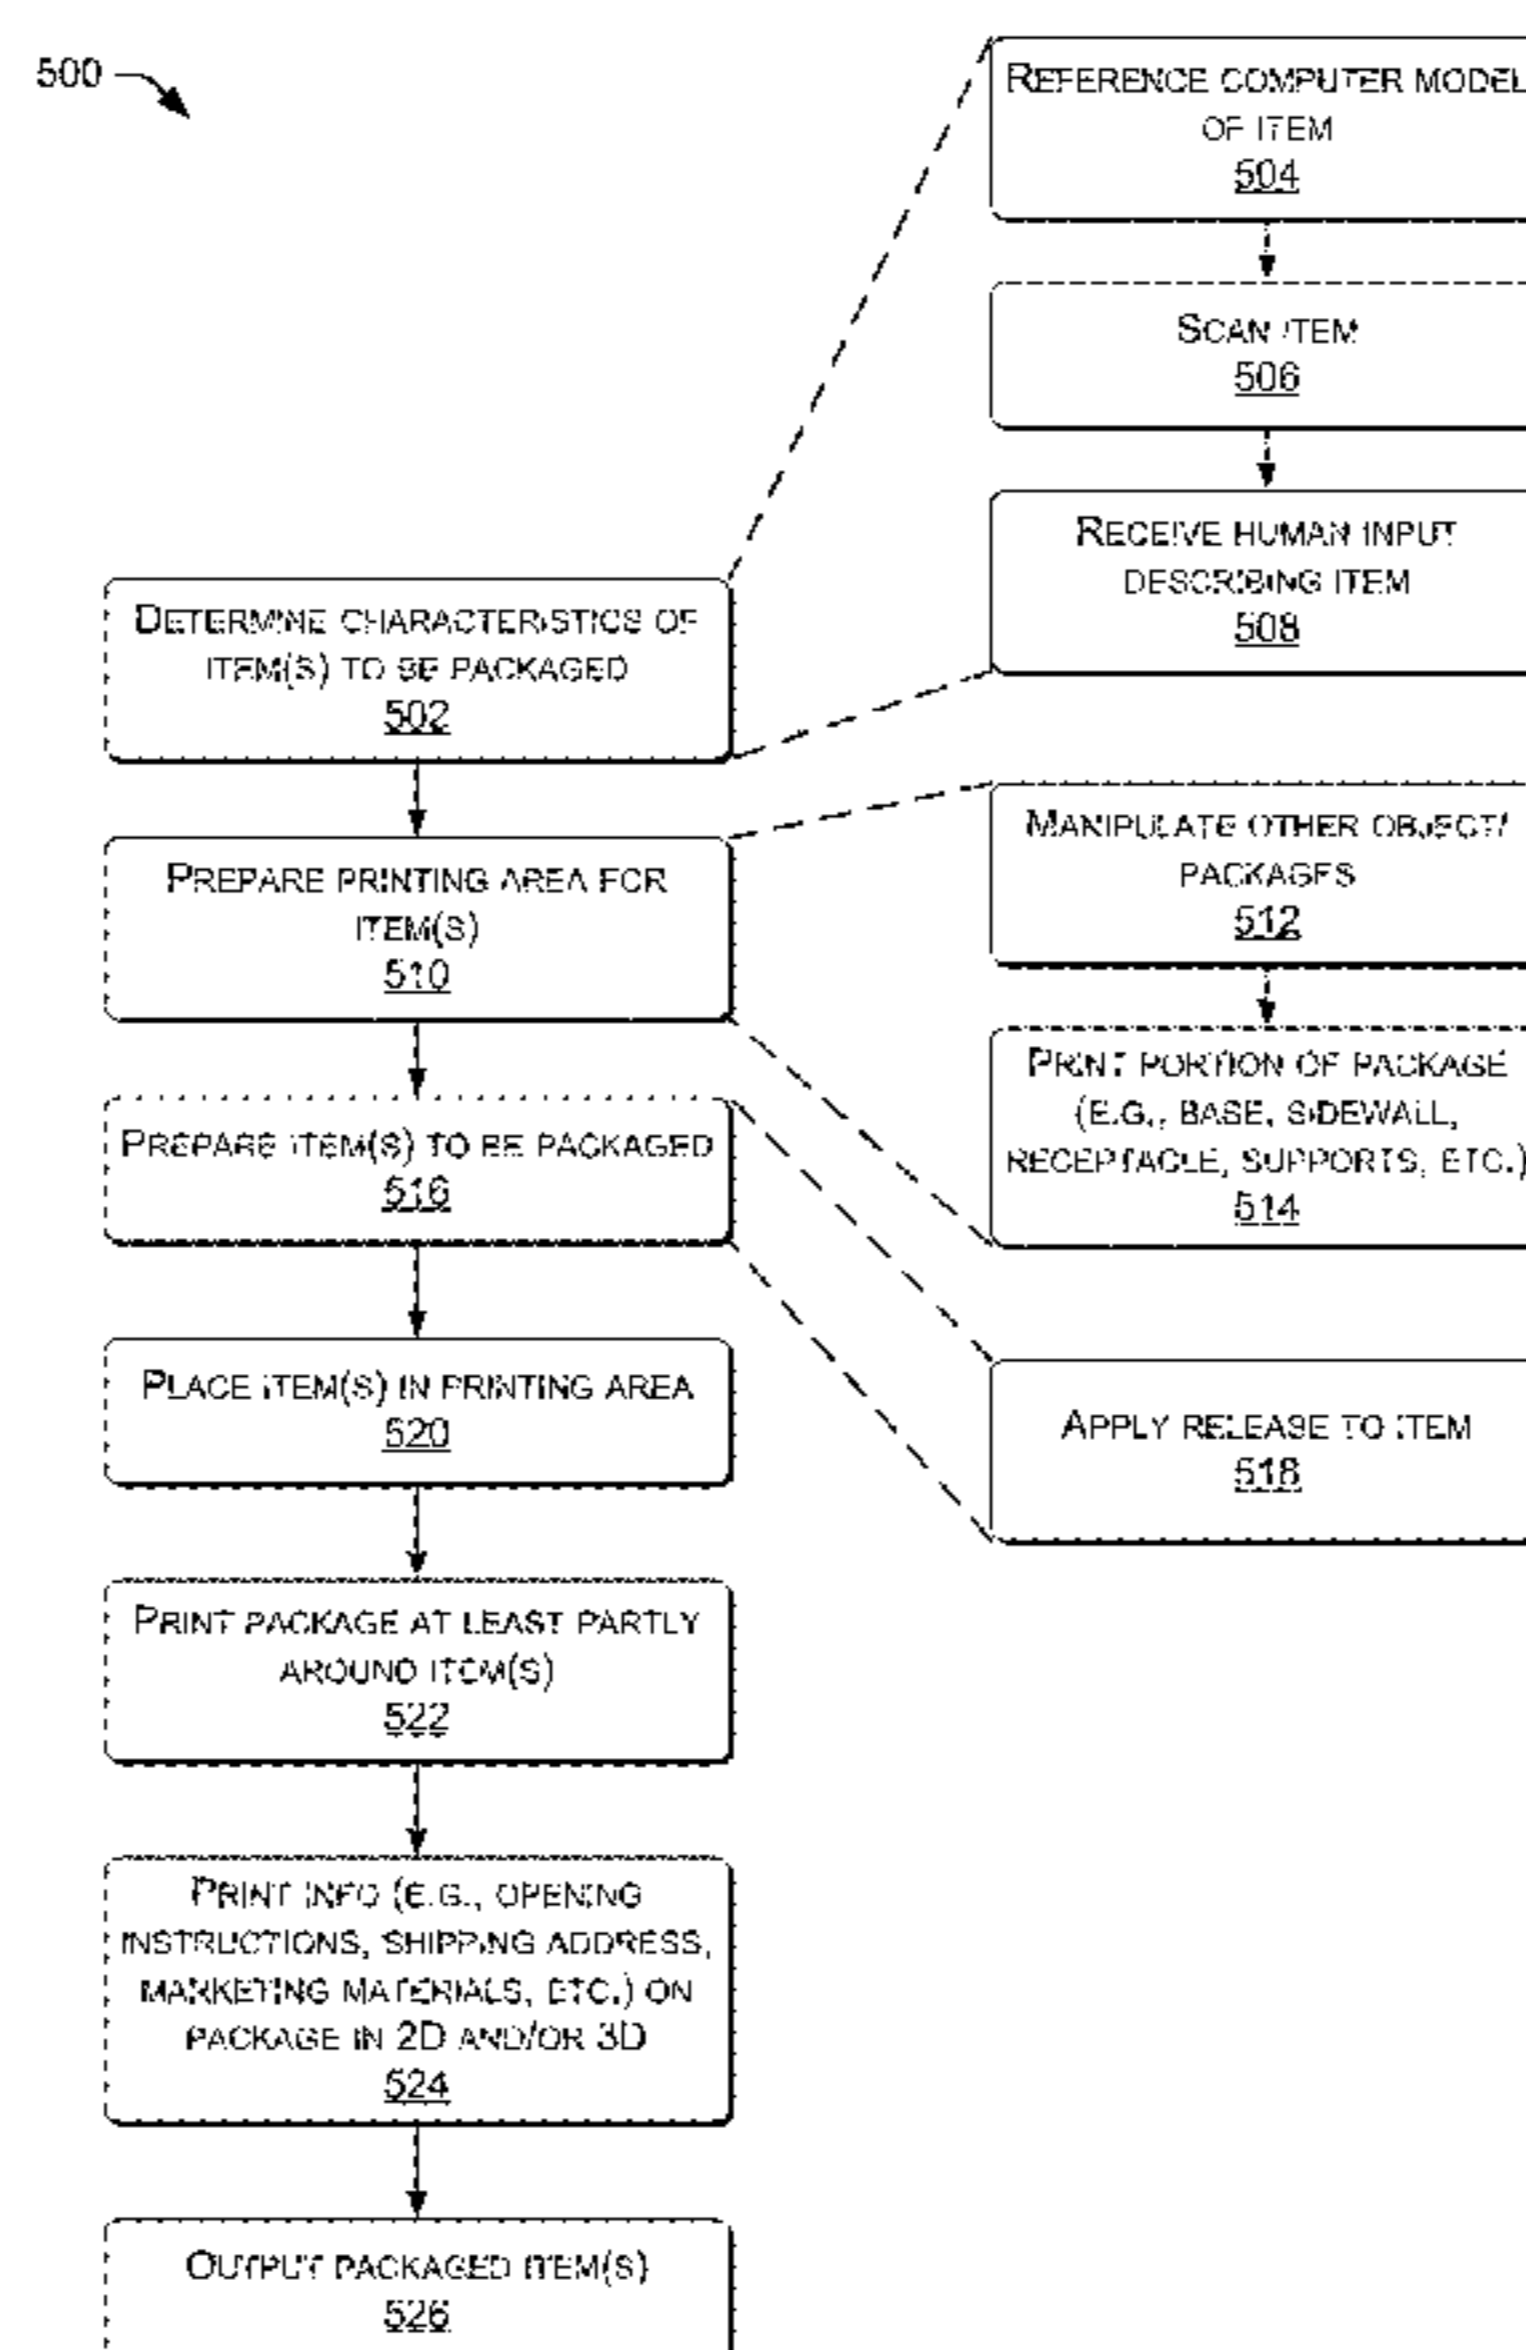 500
REFERENCE COMPUTER MODEL
OF ITEM
504
SCAN ITEM
506
RECEIVE HUMAN INPUT
DESCRIBING ITEM
508
DETERMINE CHARACTERISTICS OF
ITEM(S) TO BE PACKAGED
502
PREPARE PRINTING AREA FOR
ITEM(S)
510
MANIPULATE OTHER OBJECT/
PACKAGES
512
PRINT PORTION OF PACKAGE
(E.G., BASE, SIDEWALL,
RECEPTACLE, SUPPORTS, ETC.)
514
PREPARE ITEM(S) TO BE PACKAGED
516
APPLY RELEASE TO ITEM
518
PLACE ITEM(S) IN PRINTING AREA
520
PRINT PACKAGE AT LEAST PARTLY
AROUND ITEM(S)
522
PRINT INFO (E.G., OPENING
INSTRUCTIONS, SHIPPING ADDRESS,
MARKETING MATERIALS, ETC.) ON
PACKAGE IN 2D AND/OR 3D
524
OUTPUT PACKAGED ITEM(S)
526